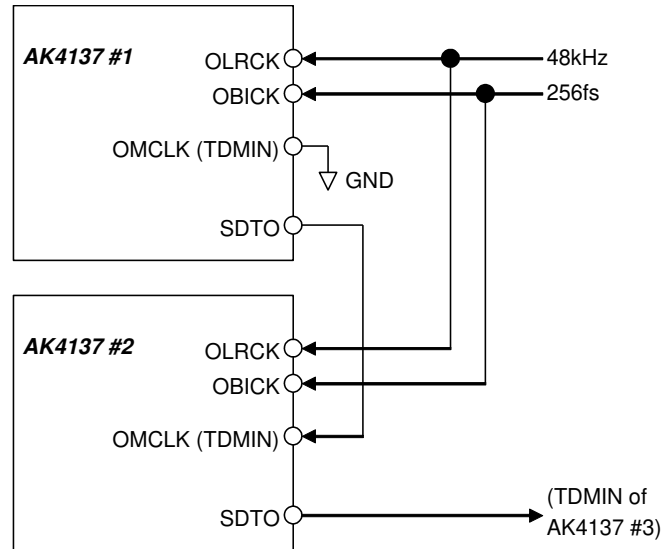 AK4137 #1
OLRCK
48kHz
OBICK
256fs
OMCLK (TDMIN)
GND
SDTO
AK4137 #2
OLRCK
OBICK
OMCLK (TDMIN)
SDTO
(TDMIN of
AK4137 #3)